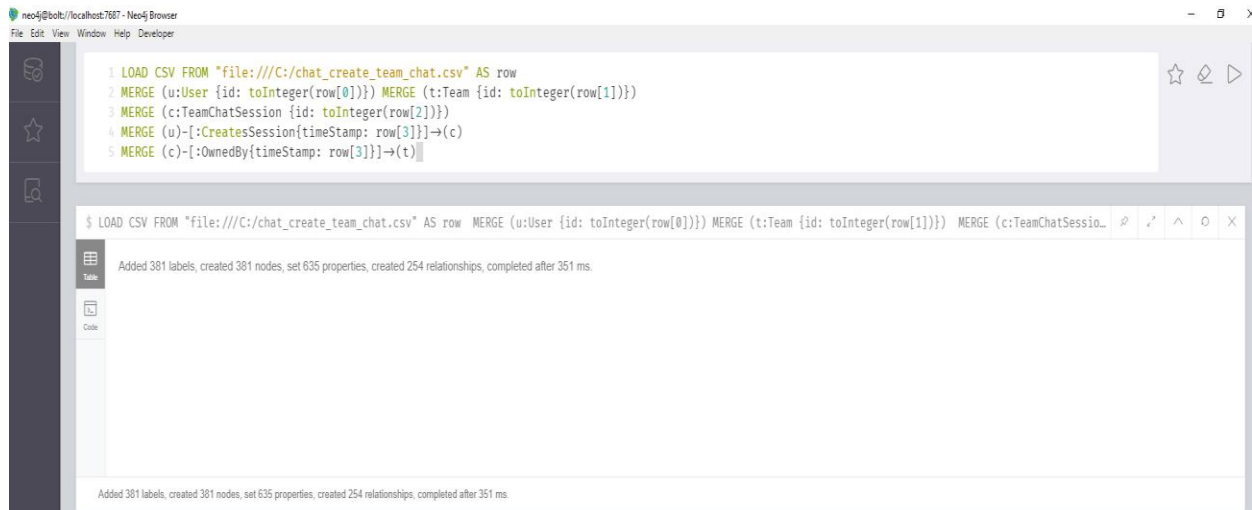 neo4j@bolt://localhost:7687 - Neo4j Browser
File Edit View Window Help Developer
1 LOAD CSV FROM "file:///C:/chat_create_team_chat.csv" AS row
2 MERGE (u:User {id: toInteger(row[0])}) MERGE (t:Team {id: toInteger(row[1])})
3 MERGE (c:TeamChatSession {id: toInteger(row[2])})
4 MERGE (u)-[:CreatesSession{timeStamp: row[3]}]→(c)
5 MERGE (c)-[:OwnedBy{timeStamp: row[3]}]→(t)
$ LOAD CSV FROM "file:///C:/chat_create_team_chat.csv" AS row MERGE (u:User {id: toInteger(row[0])}) MERGE (t:Team {id: toInteger(row[1])}) MERGE (c:TeamChatSessio…
Table
Added 381 labels, created 381 nodes, set 635 properties, created 254 relationships, completed after 351 ms.
Code
Added 381 labels, created 381 nodes, set 635 properties, created 254 relationships, completed after 351 ms.